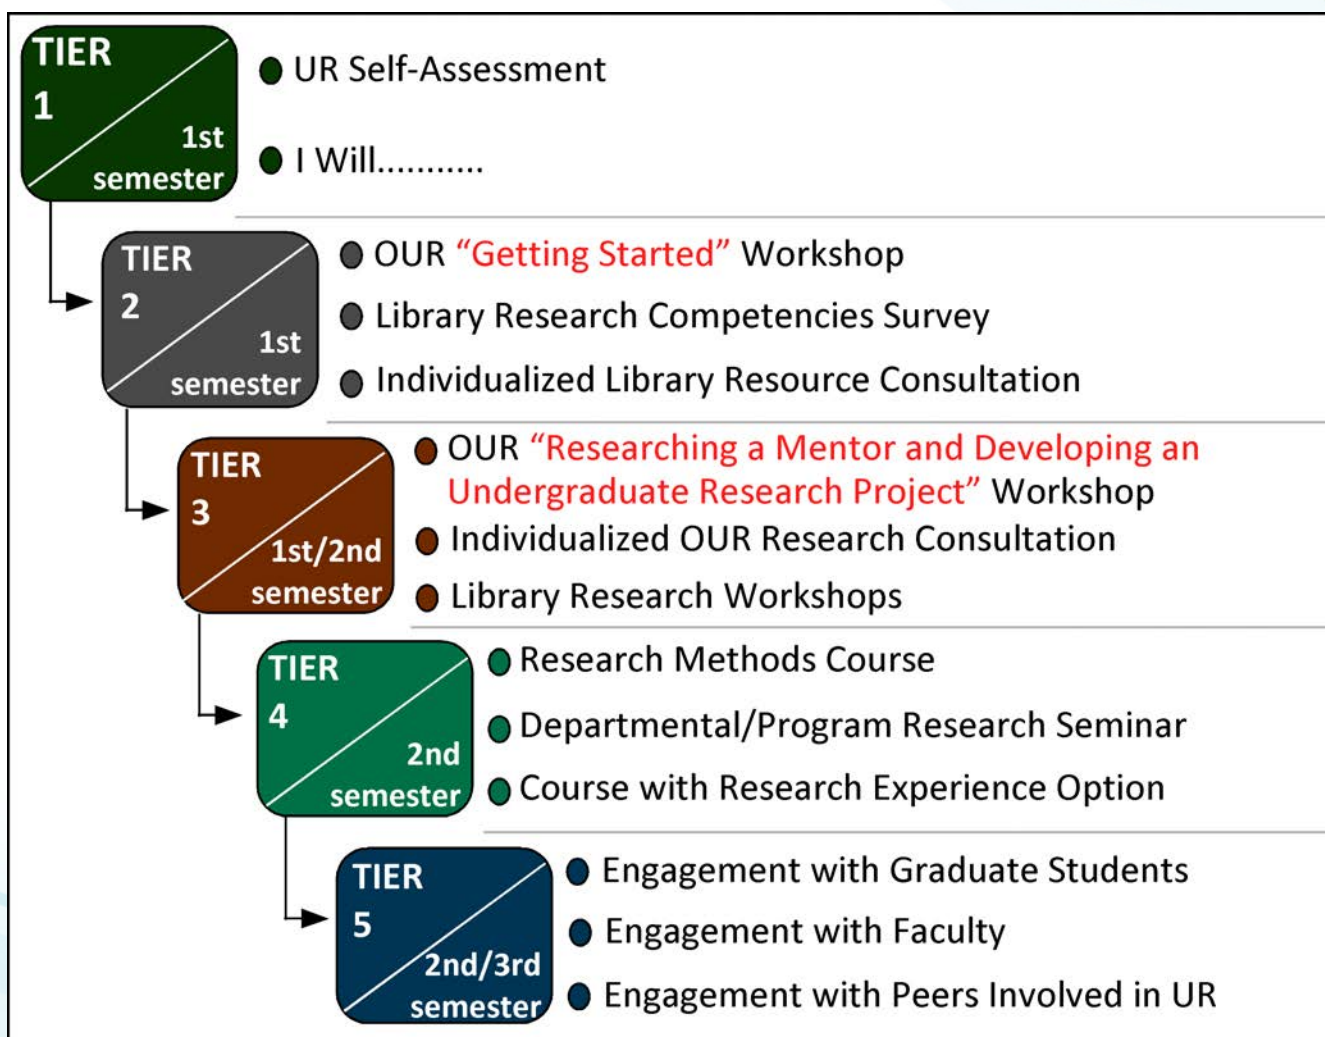 TIER
1
1st
semester
UR Self-Assessment
I Will...........
TIER
2
1st
semester
OUR “Getting Started” Workshop
Library Research Competencies Survey
Individualized Library Resource Consultation
TIER
3
1st/2nd
semester
OUR “Researching a Mentor and Developing an
Undergraduate Research Project” Workshop
Individualized OUR Research Consultation
Library Research Workshops
TIER
4
2nd
semester
Research Methods Course
Departmental/Program Research Seminar
Course with Research Experience Option
TIER
5
2nd/3rd
semester
Engagement with Graduate Students
Engagement with Faculty
Engagement with Peers Involved in UR